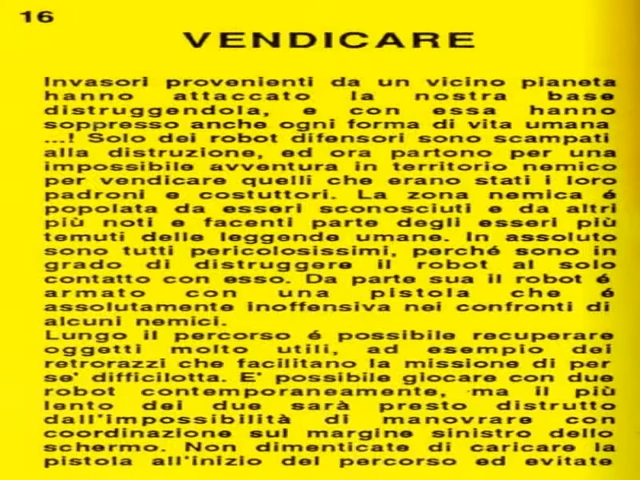 16
VENDICARE
Invasori provenienti da un vicino pianeta
hanno attaccato la nostra base
distruggendola, e con essa hanno
soppresso anche ogni forma di vita umana
...! Solo dei robot difensori sono scampati
alla distruzione, ed ora partono per una
impossibile avventura in territorio nemico
per vendicare quelli che erano stati i loro
padroni e costuttori. La zona nemica é
popolata da esseri sconosciuti e da altri
più noti e facenti parte degli esseri più
temuti delle leggende umane. In assoluto
sono tutti pericolosissimi, perché sono in
grado di distruggere il robot al solo
contatto con esso. Da parte sua il robot é
armato con una pistola che é
assolutamente inoffensiva nei confronti di
alcuni nemici.
Lungo il percorso é possibile recuperare
oggetti molto utili, ad esempio dei
retrorazzi che facilitano la missione di per
se' difficilotta. E' possibile giocare con due
robot contemporaneamente, ma il più
lento dei due sarà presto distrutto
dall'impossibilità di manovrare con
coordinazione sul margine sinistro dello
schermo. Non dimenticate di caricare la
pistola all'inizio del percorso ed evitate